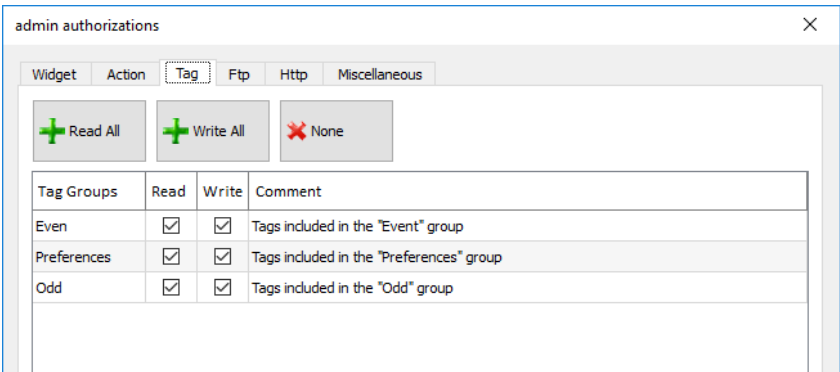 admin authorizations
Widget Action Tag Ftp Http Miscellaneous
Read All Write All None
Tag Groups Read Write Comment
Even Tags included in the "Event" group
Preferences Tags included in the "Preferences" group
Odd Tags included in the "Odd" group